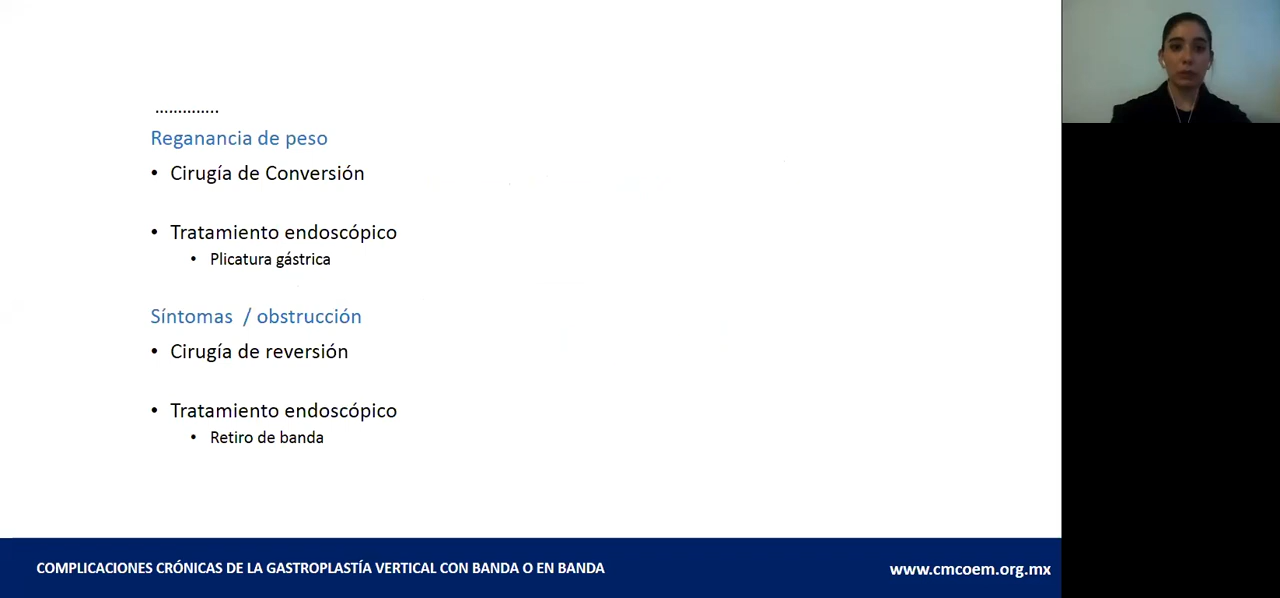 ..............
Reganancia de peso
• Cirugía de Conversión
• Tratamiento endoscópico
• Plicatura gástrica
Síntomas / obstrucción
• Cirugía de reversión
• Tratamiento endoscópico
• Retiro de banda
COMPLICACIONES CRÓNICAS DE LA GASTROPLASTÍA VERTICAL CON BANDA O EN BANDA
www.cmcoem.org.mx